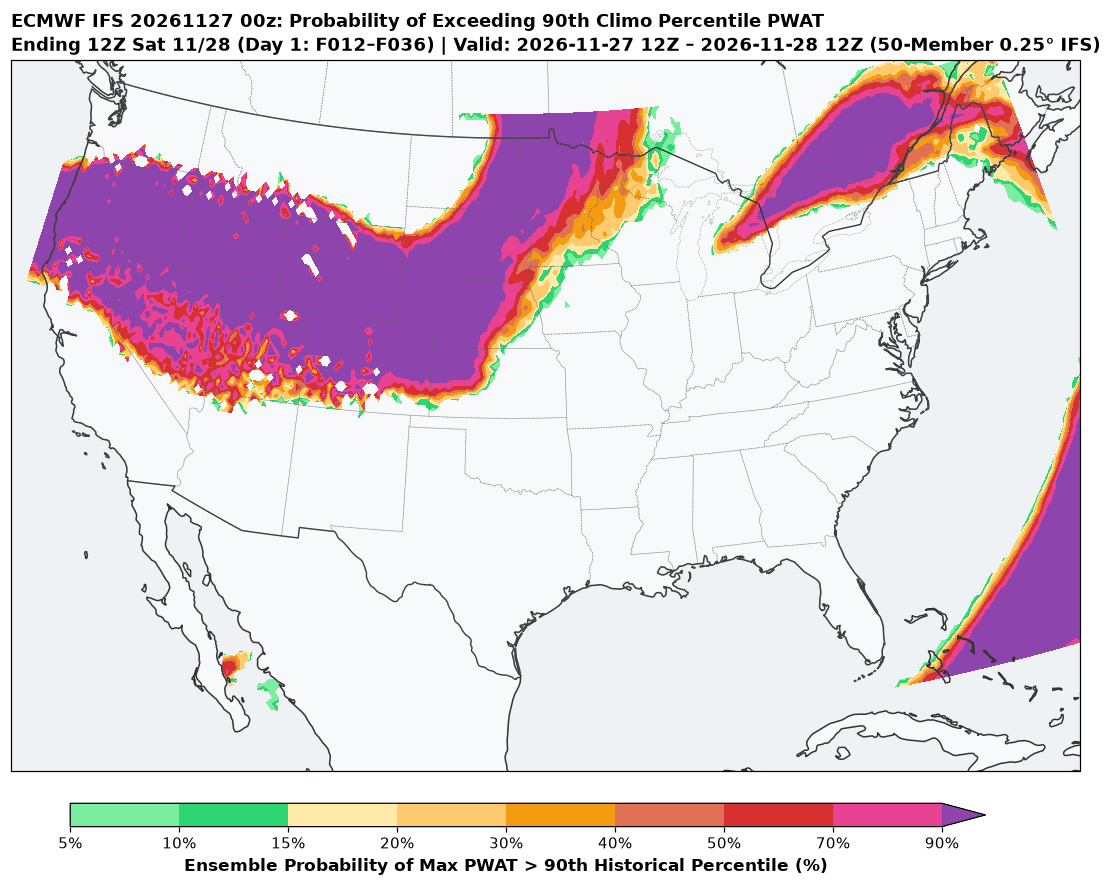 ECMWF IFS 20261127 00z: Probability of Exceeding 90th Climo Percentile PWAT
Ending 12Z Sat 11/28 (Day 1: F012–F036) | Valid: 2026-11-27 12Z – 2026-11-28 12Z (50-Member 0.25° IFS)
5% 10% 15% 20% 30% 40% 50% 70% 90%
Ensemble Probability of Max PWAT > 90th Historical Percentile (%)